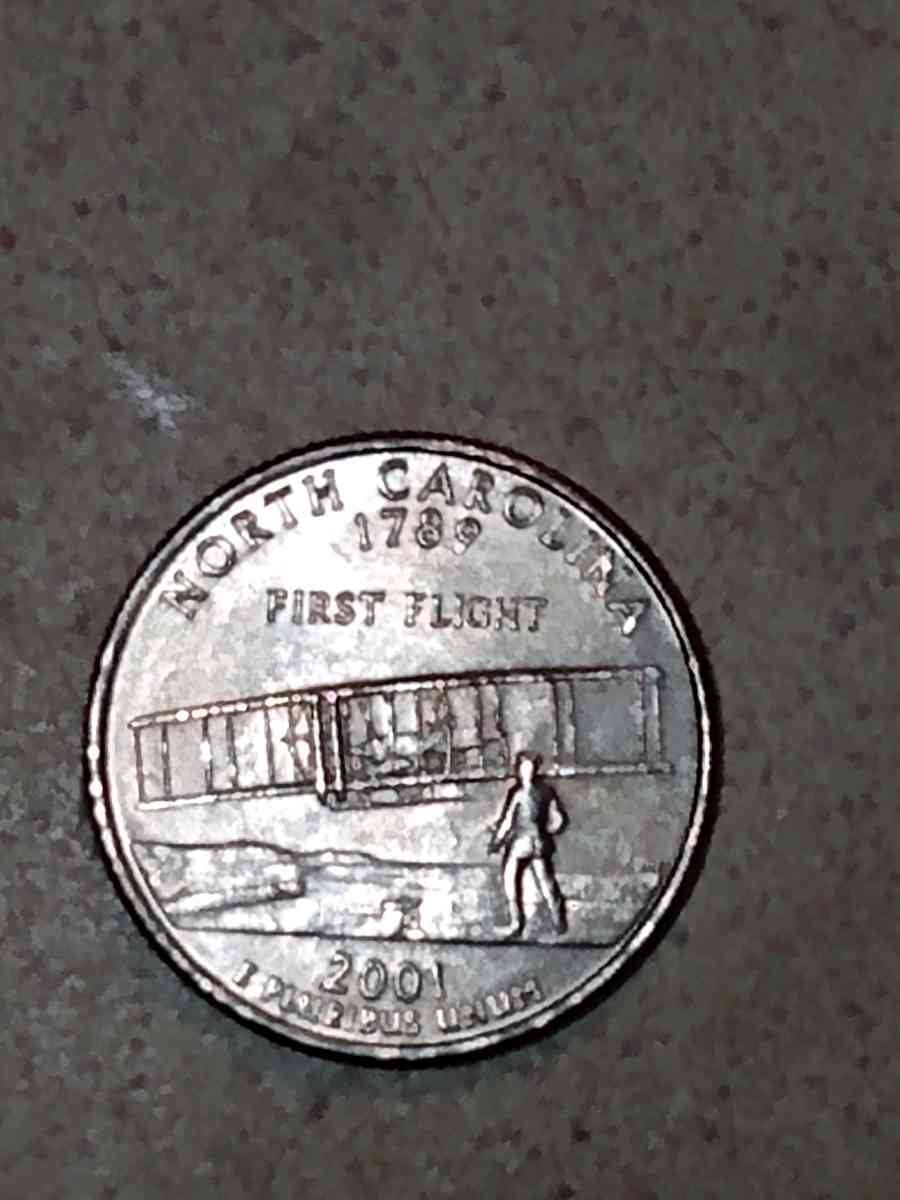 NORTH CAROLINA
1789
FIRST FLIGHT
2001
E PLURIBUS UNUM